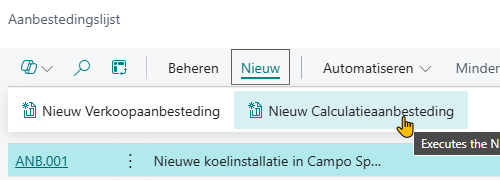 Aanbestedingslijst
Beheren Nieuw Automatiseren Minder
Nieuw Verkoopaanbesteding Nieuw Calculatieaanbesteding
Executes the N
ANB.001 Nieuwe koelinstallatie in Campo Sp...